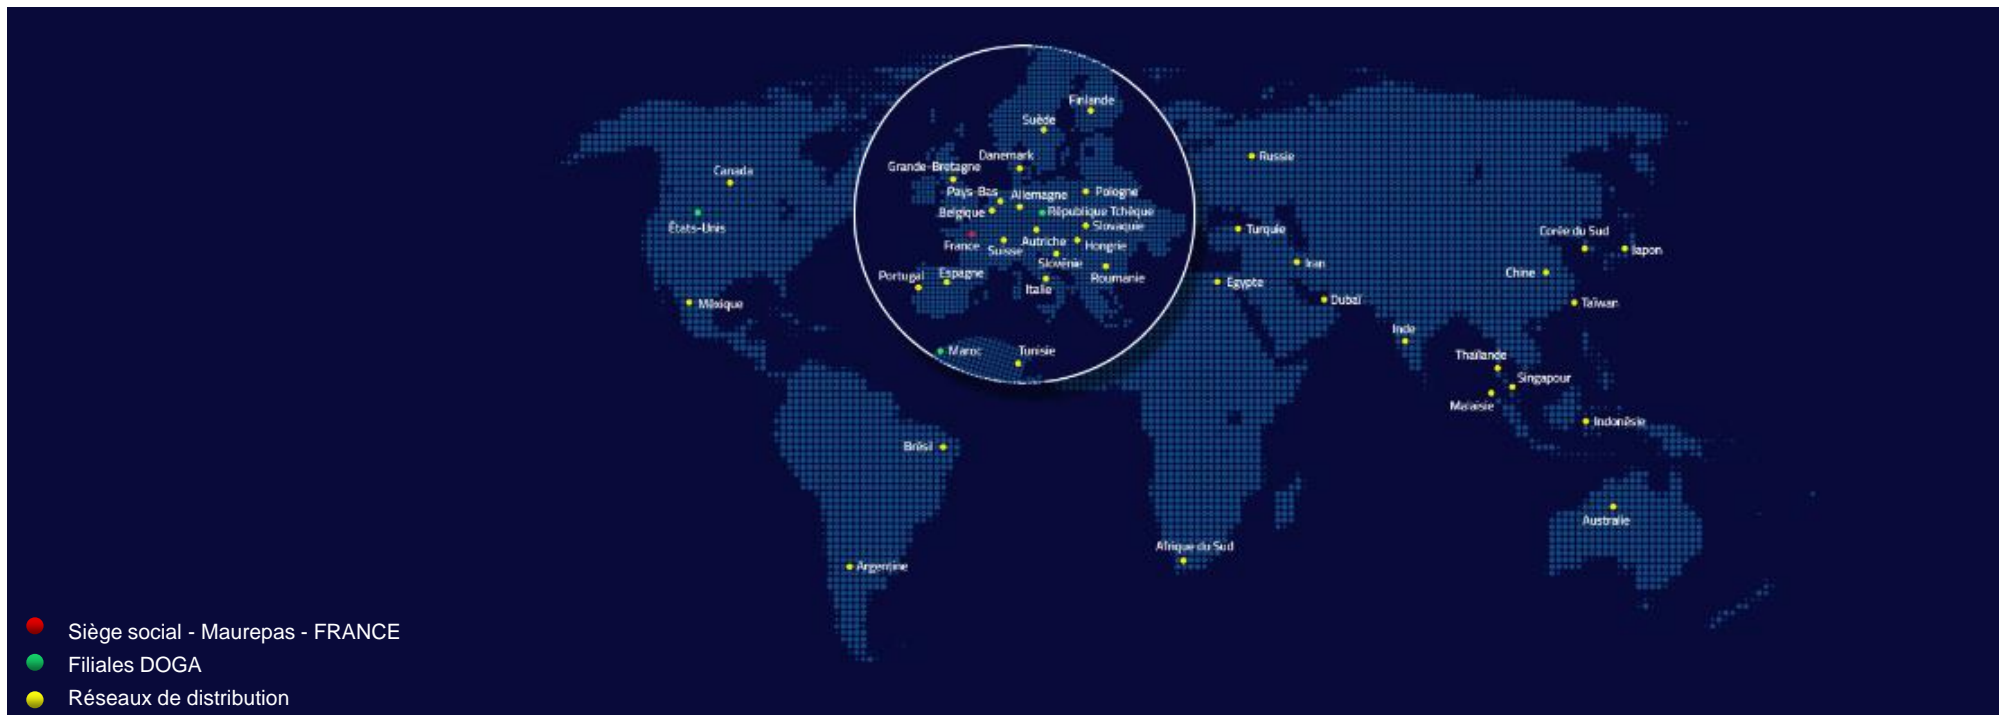 Finlande
Suède
Danemark
Grande-Bretagne
Pays-Bas
Allemagne
Pologne
Belgique
République Tchèque
Slovaquie
France
Suisse
Autriche
Hongrie
Slovénie
Portugal
Espagne
Italie
Roumanie
Maroc
Tunisie
Canada
États-Unis
Méxique
Brésil
Argentine
Russie
Turquie
Iran
Egypte
Dubaï
Inde
Corée du Sud
Japon
Chine
Taïwan
Thaïlande
Singapour
Malaisie
Indonésie
Australie
Afrique du Sud
Siège social - Maurepas - FRANCE
Filiales DOGA
Réseaux de distribution